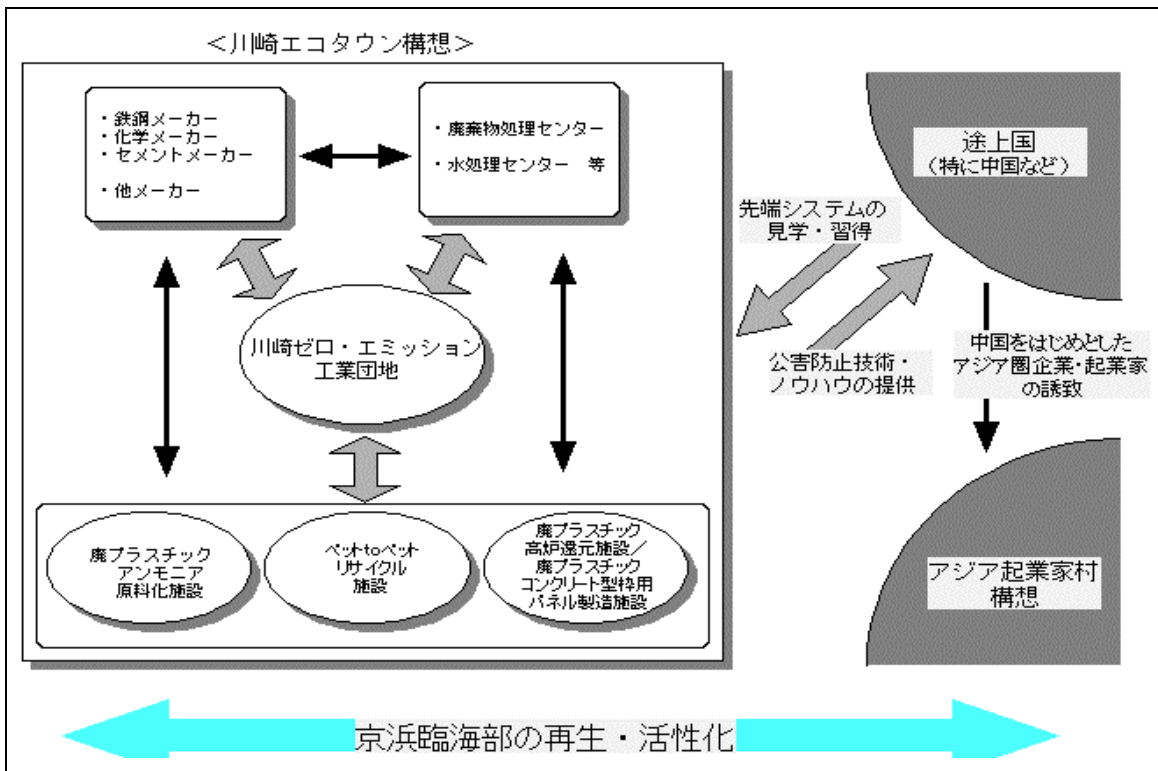 ＜川崎エコタウン構想＞
・鉄鋼メーカー
・化学メーカー
・セメントメーカー
・他メーカー
・廃棄物処理センター
・水処理センター　等
川崎ゼロ・エミッション
工業団地
廃プラスチック
アンモニア
原料化施設
ペットtoペット
リサイクル
施設
廃プラスチック
高炉還元施設／
廃プラスチック
コンクリート型枠用
パネル製造施設
途上国
（特に中国など）
先端システムの
見学・習得
公害防止技術・
ノウハウの提供
中国をはじめとした
アジア圏企業・起業家
の誘致
アジア起業家村
構想
京浜臨海部の再生・活性化